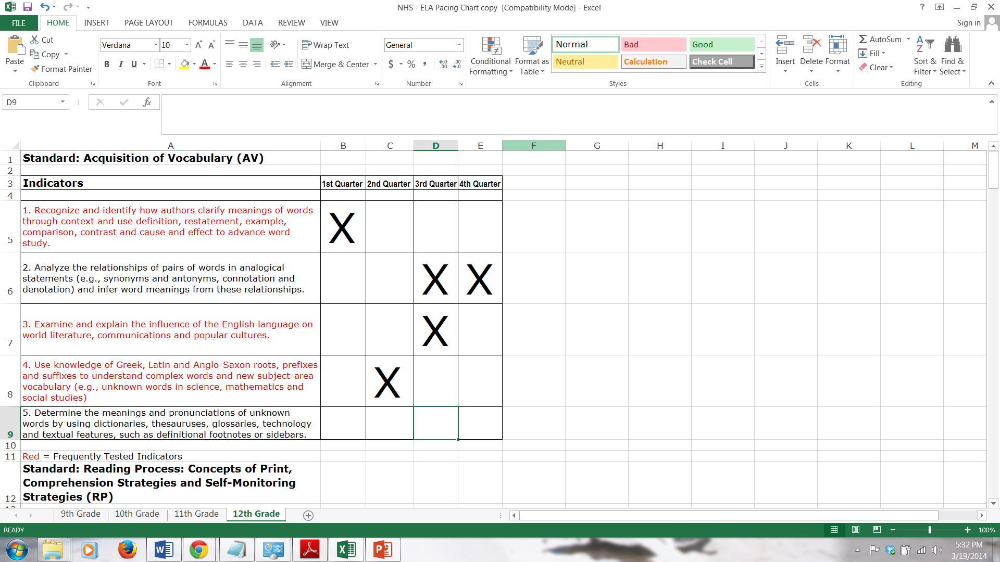 NHS - ELA Pacing Chart copy  [Compatibility Mode] - Excel
?
FILE HOME INSERT PAGE LAYOUT FORMULAS DATA REVIEW VIEW Sign in
Paste
Cut
Copy
Format Painter
Clipboard
Verdana 10 A A
B I U A
Font
Wrap Text
Merge & Center
Alignment
General
$ % , .00 .0
Number
Conditional Formatting
Format as Table
Normal Bad Good
Neutral Calculation Check Cell
Styles
Insert Delete Format
Cells
AutoSum
Fill
Clear
Sort & Filter
Find & Select
Editing
D9 fx
A B C D E F G H I J K L M
1 Standard: Acquisition of Vocabulary (AV)
2
3 Indicators 1st Quarter 2nd Quarter 3rd Quarter 4th Quarter
4
1. Recognize and identify how authors clarify meanings of words
through context and use definition, restatement, example,
comparison, contrast and cause and effect to advance word
5 study. X
2. Analyze the relationships of pairs of words in analogical
statements (e.g., synonyms and antonyms, connotation and
6 denotation) and infer word meanings from these relationships. X X
3. Examine and explain the influence of the English language on
7 world literature, communications and popular cultures. X
4. Use knowledge of Greek, Latin and Anglo-Saxon roots, prefixes
and suffixes to understand complex words and new subject-area
vocabulary (e.g., unknown words in science, mathematics and
8 social studies) X
5. Determine the meanings and pronunciations of unknown
words by using dictionaries, thesauruses, glossaries, technology
9 and textual features, such as definitional footnotes or sidebars.
10
11 Red = Frequently Tested Indicators
Standard: Reading Process: Concepts of Print,
Comprehension Strategies and Self-Monitoring
12 Strategies (RP)
9th Grade 10th Grade 11th Grade 12th Grade
READY 100%
5:32 PM
3/19/2014